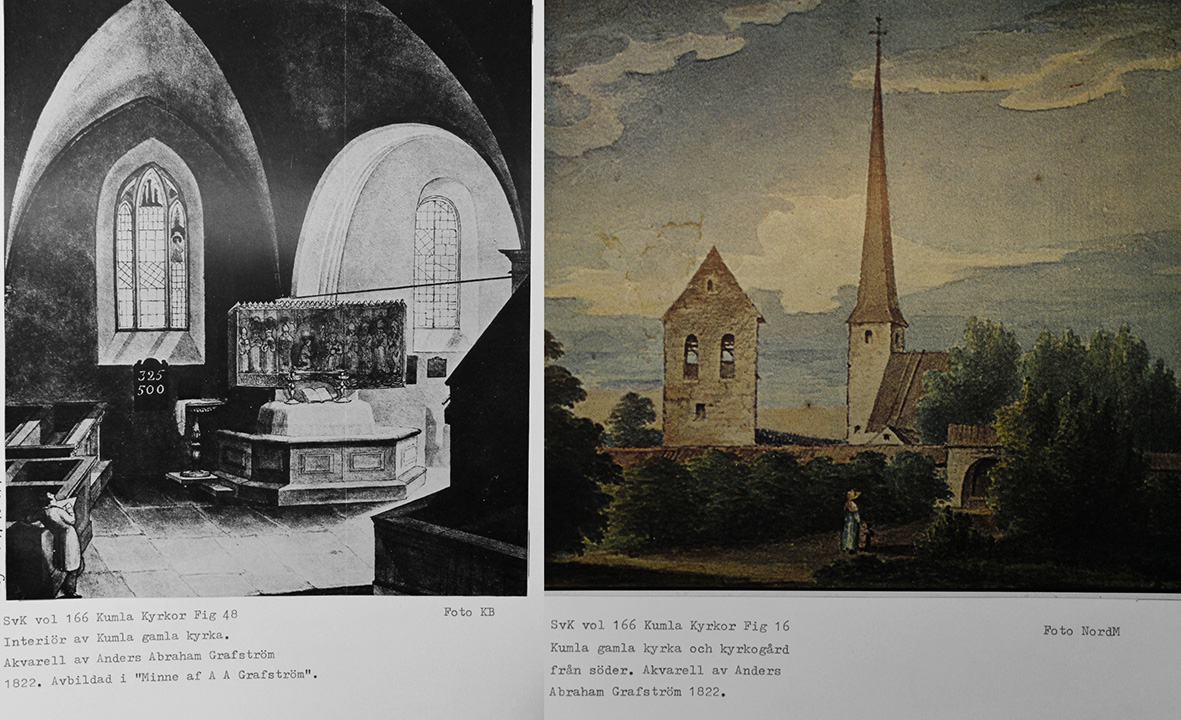 325
500
SvK vol 166 Kumla Kyrkor Fig 48
Foto KB
Interiör av Kumla gamla kyrka.
Akvarell av Anders Abraham Grafström
1822. Avbildad i "Minne af A A Grafström".
SvK vol 166 Kumla Kyrkor Fig 16
Foto NordM
Kumla gamla kyrka och kyrkogård
från söder. Akvarell av Anders
Abraham Grafström 1822.